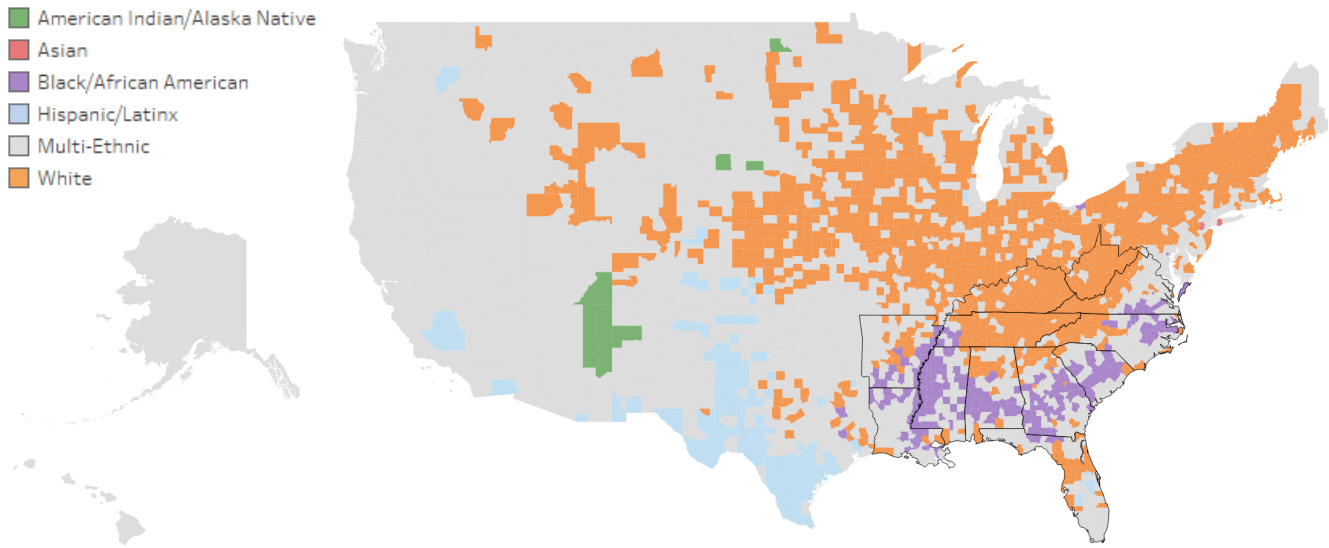 American Indian/Alaska Native
Asian
Black/African American
Hispanic/Latinx
Multi-Ethnic
White